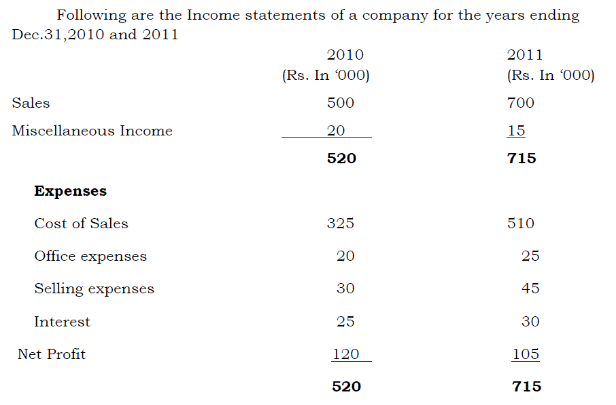 Following are the Income statements of a company for the years ending
Dec.31,2010 and 2011
2010 2011
(Rs. In ‘000) (Rs. In ‘000)
Sales 500 700
Miscellaneous Income 20 15
520 715
Expenses
Cost of Sales 325 510
Office expenses 20 25
Selling expenses 30 45
Interest 25 30
Net Profit 120 105
520 715